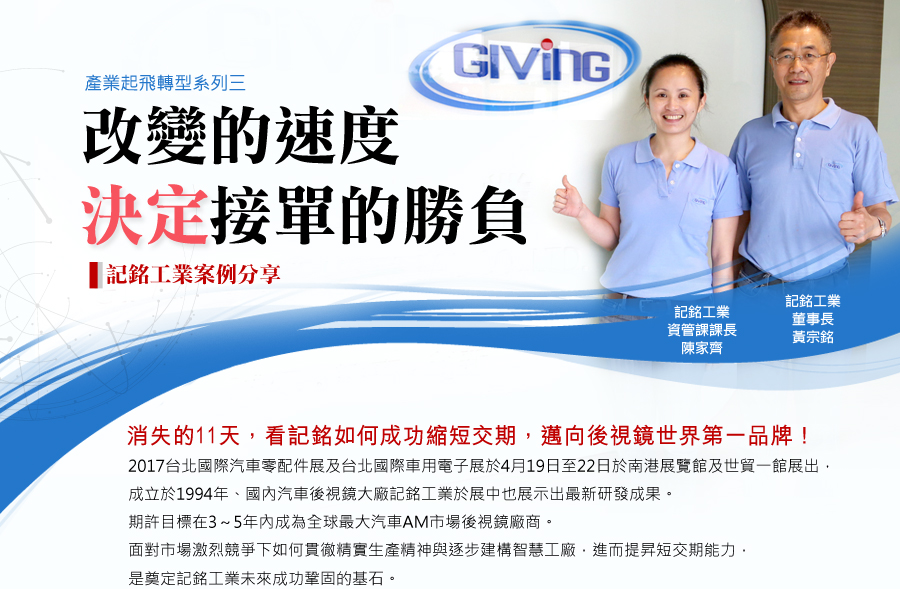 GIVING
產業起飛轉型系列三
改變的速度
決定接單的勝負
記銘工業案例分享
記銘工業
資管課課長
陳家齊
記銘工業
董事長
黃宗銘
消失的11天，看記銘如何成功縮短交期，邁向後視鏡世界第一品牌！
2017台北國際汽車零配件展及台北國際車用電子展於4月19日至22日於南港展覽館及世貿一館展出，
成立於1994年、國內汽車後視鏡大廠記銘工業於展中也展示出最新研發成果。
期許目標在3～5年內成為全球最大汽車AM市場後視鏡廠商。
面對市場激烈競爭下如何貫徹精實生產精神與逐步建構智慧工廠，進而提昇短交期能力，
是奠定記銘工業未來成功鞏固的基石。